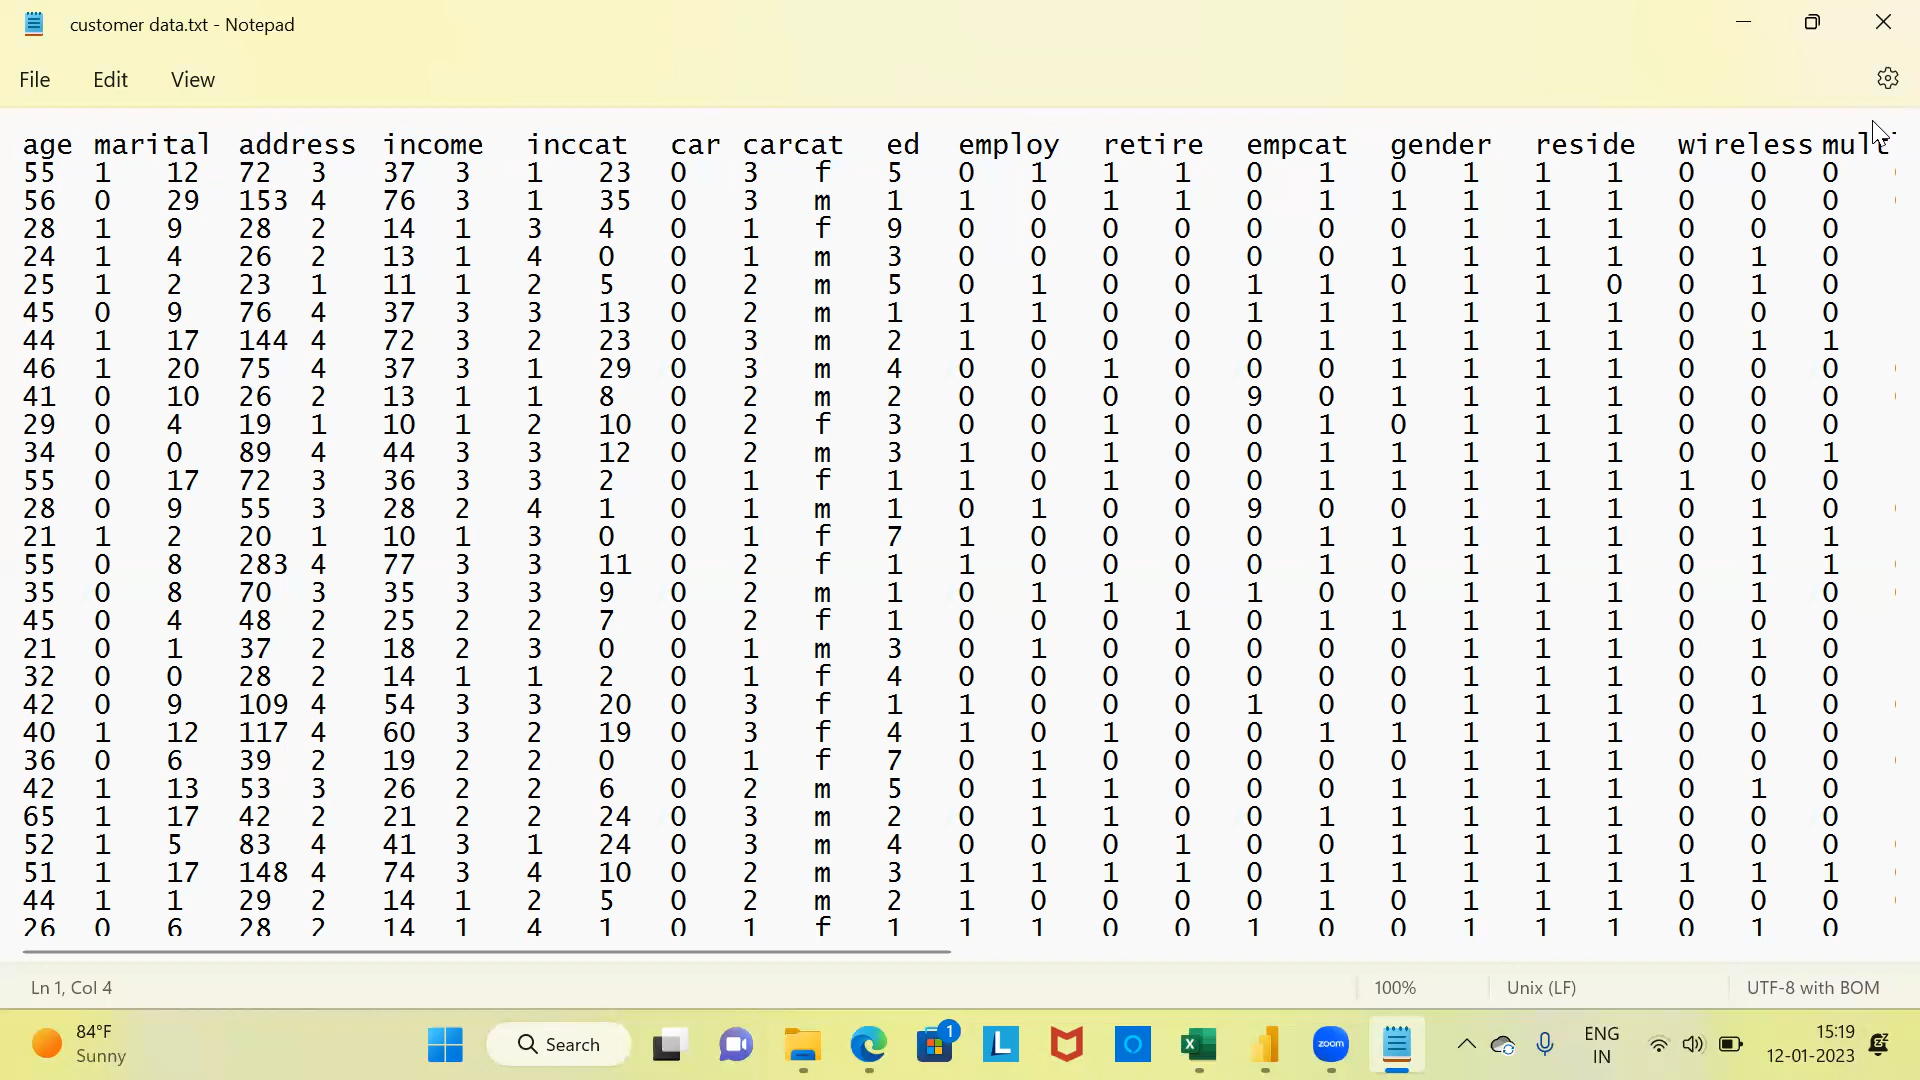 customer data.txt - Notepad
File Edit View
age marital address income inccat car carcat ed employ retire empcat gender reside wireless mult
55 1 12 72 3 37 3 1 23 0 3 f 5 0 1 1 1 0 1 0 1 1 1 0 0 0
56 0 29 153 4 76 3 1 35 0 3 m 1 1 0 1 1 0 1 1 1 1 1 0 0 0
28 1 9 28 2 14 1 3 4 0 1 f 9 0 0 0 0 0 0 0 1 1 1 0 0 0
24 1 4 26 2 13 1 4 0 0 1 m 3 0 0 0 0 0 0 1 1 1 1 0 1 0
25 1 2 23 1 11 1 2 5 0 2 m 5 0 1 0 0 1 1 0 1 1 0 0 1 0
45 0 9 76 4 37 3 3 13 0 2 m 1 1 1 0 0 1 1 1 1 1 1 0 0 0
44 1 17 144 4 72 3 2 23 0 3 m 2 1 0 0 0 0 1 1 1 1 1 0 1 1
46 1 20 75 4 37 3 1 29 0 3 m 4 0 0 1 0 0 0 1 1 1 1 0 0 0
41 0 10 26 2 13 1 1 8 0 2 m 2 0 0 0 0 9 0 1 1 1 1 0 0 0
29 0 4 19 1 10 1 2 10 0 2 f 3 0 0 1 0 0 1 0 1 1 1 0 0 0
34 0 0 89 4 44 3 3 12 0 2 m 3 1 0 1 0 0 1 1 1 1 1 0 0 1
55 0 17 72 3 36 3 3 2 0 1 f 1 1 0 1 0 0 1 1 1 1 1 1 0 0
28 0 9 55 3 28 2 4 1 0 1 m 1 0 1 0 0 9 0 0 1 1 1 0 1 0
21 1 2 20 1 10 1 3 0 0 1 f 7 1 0 0 0 0 1 1 1 1 1 0 1 1
55 0 8 283 4 77 3 3 11 0 2 f 1 1 0 0 0 0 1 1 1 1 1 0 1 1
35 0 8 70 3 35 3 3 9 0 2 m 1 0 1 1 0 1 0 0 1 1 1 0 1 0
45 0 4 48 2 25 2 2 7 0 2 f 1 0 0 0 1 0 1 1 1 1 1 0 0 0
21 0 1 37 2 18 2 3 0 0 1 m 3 0 1 0 0 0 0 0 1 1 1 0 1 0
32 0 0 28 2 14 1 1 2 0 1 f 4 0 0 0 0 0 0 0 1 1 1 0 0 0
42 0 9 109 4 54 3 3 20 0 3 f 1 1 0 0 0 1 0 0 1 1 1 0 1 0
40 1 12 117 4 60 3 2 19 0 3 f 4 1 0 1 0 0 1 1 1 1 1 0 0 0
36 0 6 39 2 19 2 2 0 0 1 f 7 0 1 0 0 0 0 0 1 1 1 0 0 0
42 1 13 53 3 26 2 2 6 0 2 m 5 0 1 1 0 0 0 1 1 1 1 0 1 0
65 1 17 42 2 21 2 2 24 0 3 m 2 0 1 1 0 0 1 1 1 1 1 0 0 0
52 1 5 83 4 41 3 1 24 0 3 m 4 0 0 0 1 0 0 1 1 1 1 0 0 0
51 1 17 148 4 74 3 4 10 0 2 m 3 1 1 1 1 0 1 1 1 1 1 1 1 1
44 1 1 29 2 14 1 2 5 0 2 m 2 1 0 0 0 0 1 0 1 1 1 0 0 0
26 0 6 28 2 14 1 4 1 0 1 f 1 1 1 0 0 1 0 0 1 1 1 0 1 0
Ln 1, Col 4 100% Unix (LF) UTF-8 with BOM
84°F
Sunny
Search
1
L
zoom
ENG
IN
15:19
12-01-2023